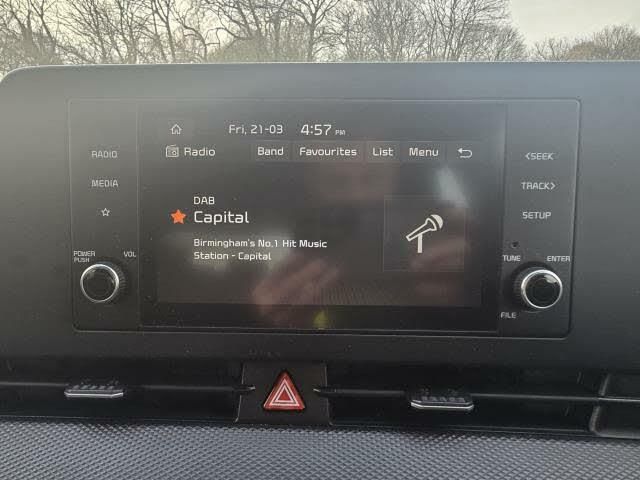 Fri, 21-03 4:57 PM
Radio Band Favourites List Menu
DAB
Capital
Birmingham's No.1 Hit Music
Station - Capital
RADIO
MEDIA
POWER
PUSH
VOL
<SEEK
TRACK>
SETUP
TUNE
ENTER
FILE